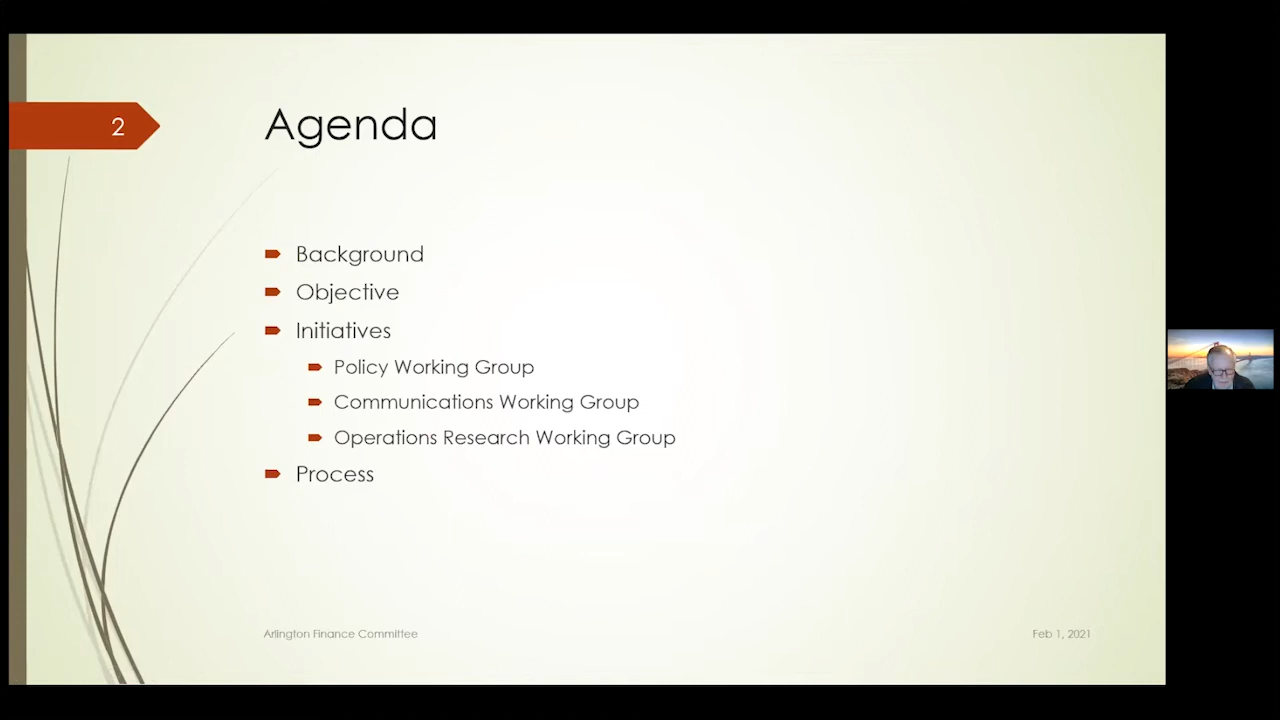 2
Agenda
Background
Objective
Initiatives
Policy Working Group
Communications Working Group
Operations Research Working Group
Process
Arlington Finance Committee
Feb 1, 2021